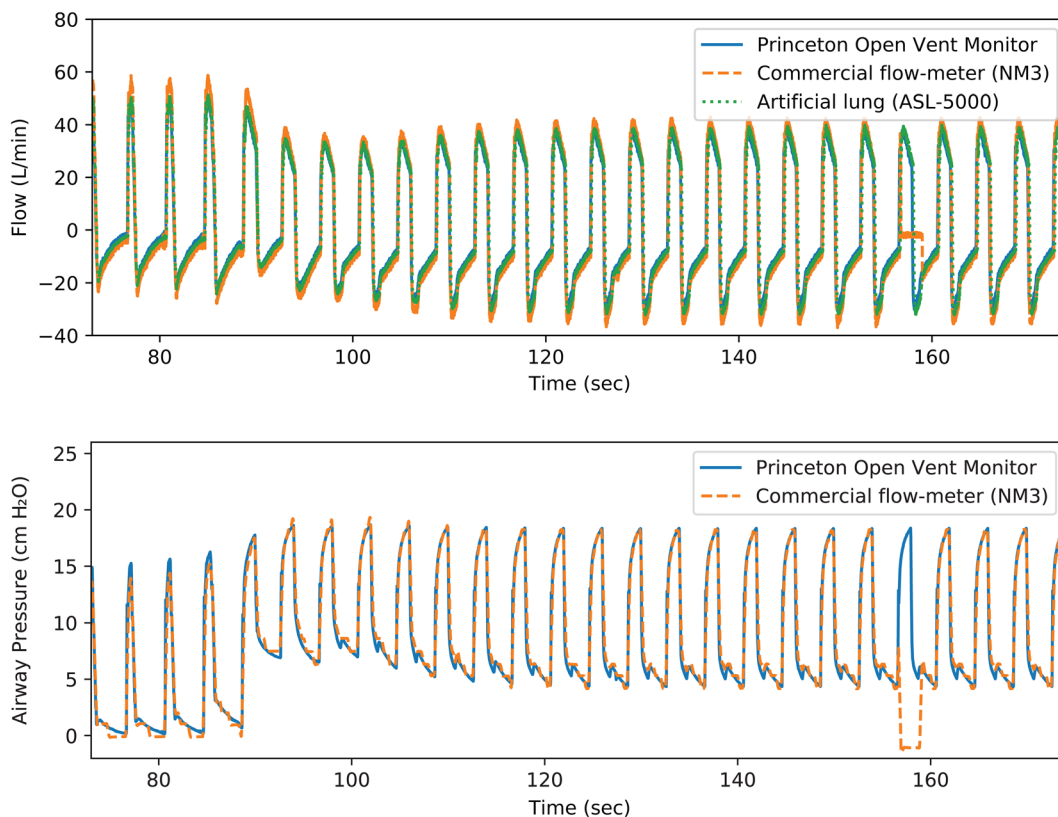 80
60
40
20
0
−20
−40
Flow (L/min)
Princeton Open Vent Monitor
Commercial flow-meter (NM3)
Artificial lung (ASL-5000)
80 100 120 140 160
Time (sec)
25
20
15
10
5
0
Airway Pressure (cm H₂O)
Princeton Open Vent Monitor
Commercial flow-meter (NM3)
80 100 120 140 160
Time (sec)